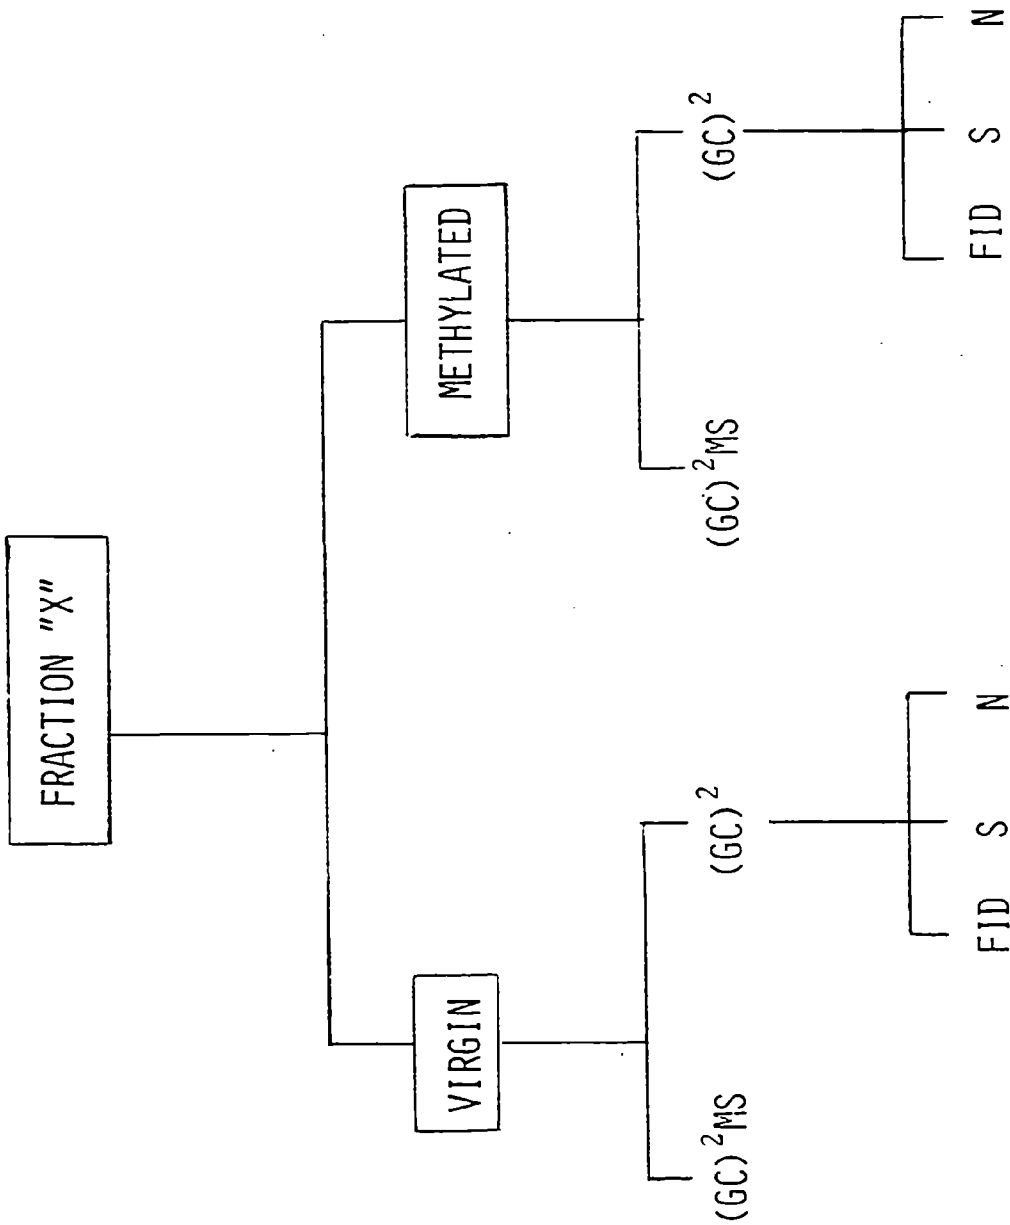 FRACTION "X"
VIRGIN
METHYLATED
(GC)²MS
(GC)²
(GC)²MS
(GC)²
FID
S
N
FID
S
N